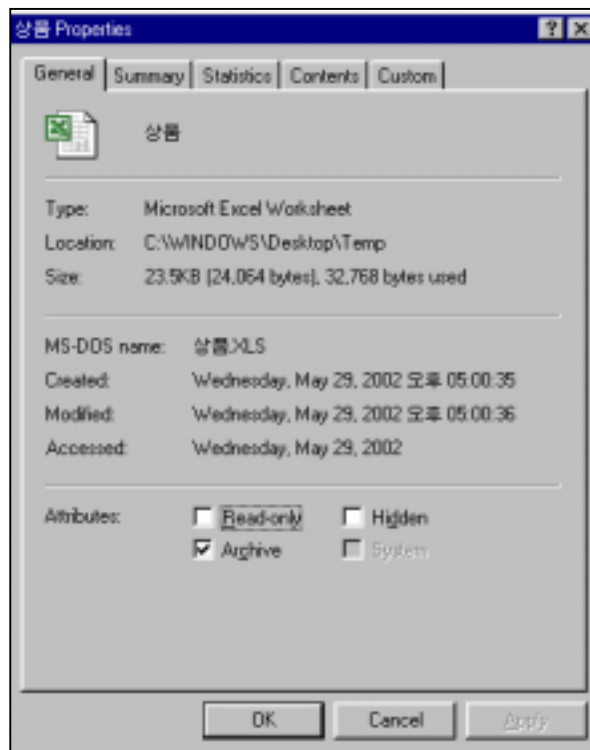 상품 Properties
General Summary Statistics Contents Custom
상품
Type: Microsoft Excel Worksheet
Location: C:\WINDOWS\Desktop\Temp
Size: 23.5KB (24,064 bytes), 32,768 bytes used
MS-DOS name: 상품.XLS
Created: Wednesday, May 29, 2002 오후 05:00:35
Modified: Wednesday, May 29, 2002 오후 05:00:36
Accessed: Wednesday, May 29, 2002
Attributes: Read-only Hidden
Archive System
OK Cancel Apply